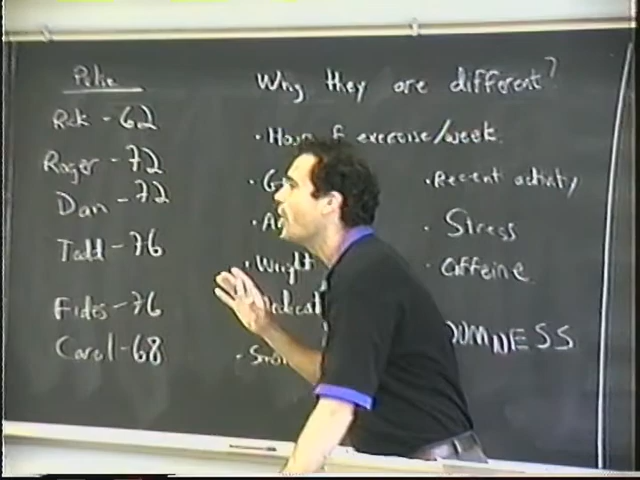 Pulse
Rick - 62
Roger - 72
Dan - 72
Todd - 76
Fides - 76
Carol - 68
Why they are different?
• Hours of exercise/week
• Weight
• Recent activity
• Stress
• Caffeine